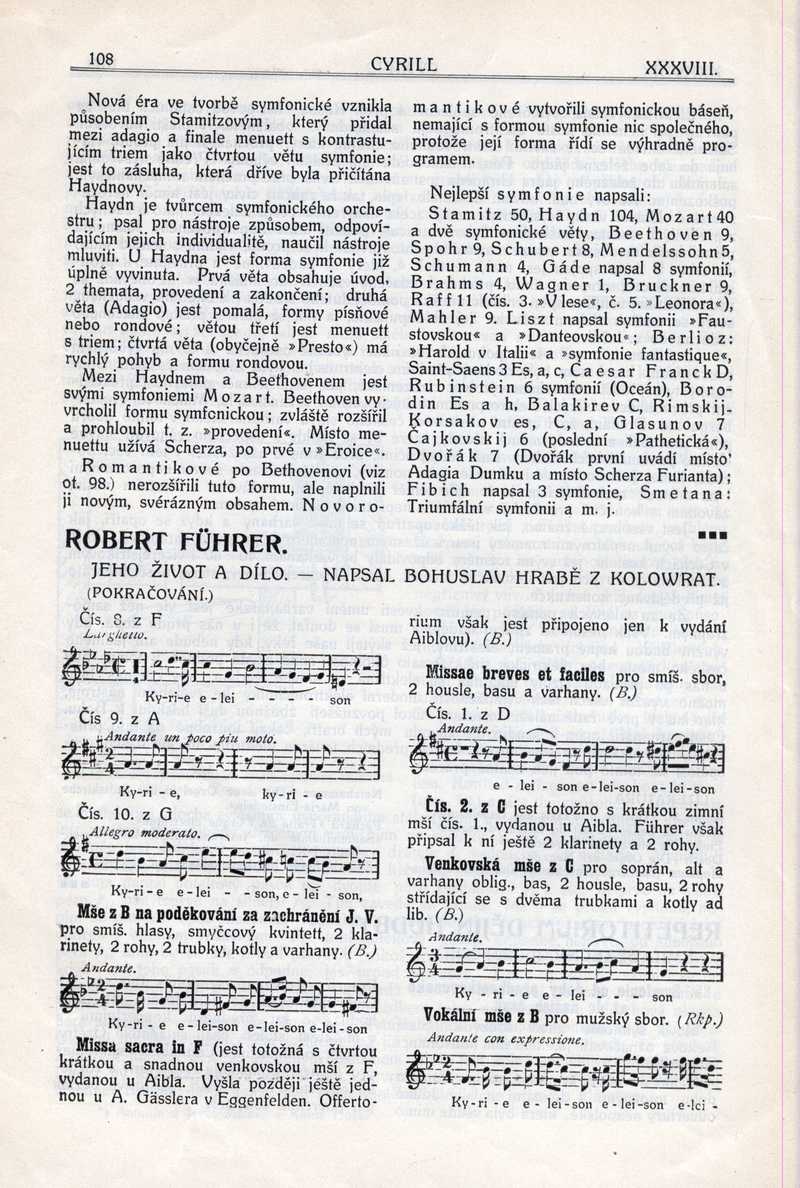 108
CYRILL
XXXVIII.
Nová éra ve tvorbě symfonické vznikla
působením Stamitzovým, který přidal
mezi adagio a finale menuett s kontrastu-
jícím triem jako čtvrtou větu symfonie;
jest to zásluha, která dříve byla přičítána
Haydnovy.
Haydn je tvůrcem symfonického orche-
stru; psal pro nástroje způsobem, odpoví-
dajícím jejich individualitě, naučil nástroje
mluviti. U Haydna jest forma symfonie již
úplně vyvinuta. Prvá věta obsahuje úvod,
2 themata, provedení a zakončení; druhá
věta (Adagio) jest pomalá, formy písňové
nebo rondové; větou třetí jest menuett
s triem; čtvrtá věta (obyčejně »Presto«) má
rychlý pohyb a formu rondovou.
Mezi Haydnem a Beethovenem jest
svými symfoniemi Mozart. Beethoven vy-
vrcholil formu symfonickou; zvláště rozšířil
a prohloubil t. z. »provedení«. Místo me-
nuettu užívá Scherza, po prvé v »Eroice«.
Romantikové po Bethovenovi (viz
ot. 98.) nerozšířili tuto formu, ale naplnili
ji novým, svérázným obsahem. Novoro-
mantikové vytvořili symfonickou báseň,
nemající s formou symfonie nic společného,
protože její forma řídí se výhradně pro-
gramem.
Nejlepší symfonie napsali:
Stamitz 50, Haydn 104, Mozart 40
a dvě symfonické věty, Beethoven 9,
Spohr 9, Schubert 8, Mendelssohn 5,
Schumann 4, Gáde napsal 8 symfonií,
Brahms 4, Wagner 1, Bruckner 9,
Raff 11 (čís. 3. »V lese«, č. 5. »Leonora«),
Mahler 9. Liszt napsal symfonii »Fau-
stovskou« a »Danteovskou«; Berlioz:
»Harold v Italii« a »symfonie fantastique«,
Saint-Saens 3 Es, a, c, Caesar Franck D,
Rubinstein 6 symfonií (Oceán), Boro-
din Es a h, Balakirev C, Rimskij-
Korsakov es, C, a, Glasunov 7
Čajkovskij 6 (poslední »Pathetická«),
Dvořák 7 (Dvořák první uvádí místo
Adagia Dumku a místo Scherza Furianta);
Fibich napsal 3 symfonie, Smetana:
Triumfální symfonii a m. j.
ROBERT FÜHRER.
JEHO ŽIVOT A DÍLO. — NAPSAL BOHUSLAV HRABĚ Z KOLOWRAT.
(POKRAČOVÁNÍ.)
Čís. 8. z F
Larghetto.
Ky-ri-e e-lei - - - - son
Čís 9. z A
Andante un poco piu moto.
Ky-ri - e, ky-ri - e
Čís. 10. z G
Allegro moderato.
Ky-ri-e e-lei - - son, e - lei - son,
Mše z B na poděkování za zachránění J. V.
pro smíš. hlasy, smyčcový kvintett, 2 kla-
rinety, 2 rohy, 2 trubky, kotly a varhany. (B.)
Andante.
Ky-ri - e e-lei-son e-lei-son e-lei-son
Missa sacra in F (jest totožná s čtvrtou
krátkou a snadnou venkovskou mší z F,
vydanou u Aibla. Vyšla později ještě jed-
nou u A. Gässlera v Eggenfelden. Offerto-
rium však jest připojeno jen k vydání
Aiblovu). (B.)
Missae breves et faciles pro smíš. sbor,
2 housle, basu a varhany. (B.)
Čís. 1. z D
Andante.
e - lei - son e-lei-son e-lei-son
Čís. 2. z C jest totožno s krátkou zimní
mší čís. 1., vydanou u Aibla. Führer však
připsal k ní ještě 2 klarinety a 2 rohy.
Venkovská mše z C pro soprán, alt a
varhany oblig., bas, 2 housle, basu, 2 rohy
střídající se s dvěma trubkami a kotly ad
lib. (B.)
Andante.
Ky - ri - e e - lei - - - son
Vokální mše z B pro mužský sbor. (Rkp.)
Andante con expressione.
Ky - ri - e e - lei-son e-lei-son e-lei -